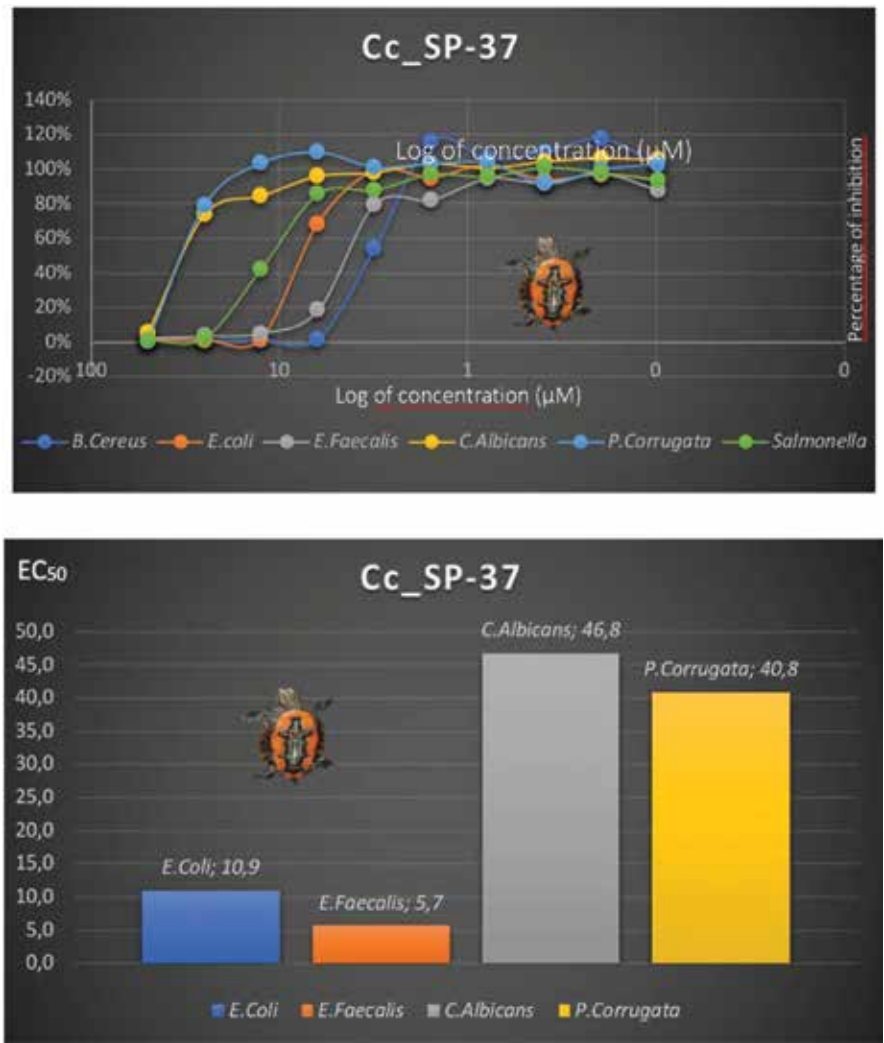 Cc_SP-37
140%
120%
Log of concentration (µM)
100%
80%
60%
40%
20%
0%
-20%
100 10 1 0 0
Percentage of inhibition
Log of concentration (µM)
B.Cereus E.coli E.Faecalis C.Albicans P.Corrugata Salmonella
EC50
Cc_SP-37
50,0
45,0
40,0
35,0
30,0
25,0
20,0
15,0
10,0
5,0
0,0
C.Albicans; 46,8
P.Corrugata; 40,8
E.Coli; 10,9
E.Faecalis; 5,7
E.Coli E.Faecalis C.Albicans P.Corrugata